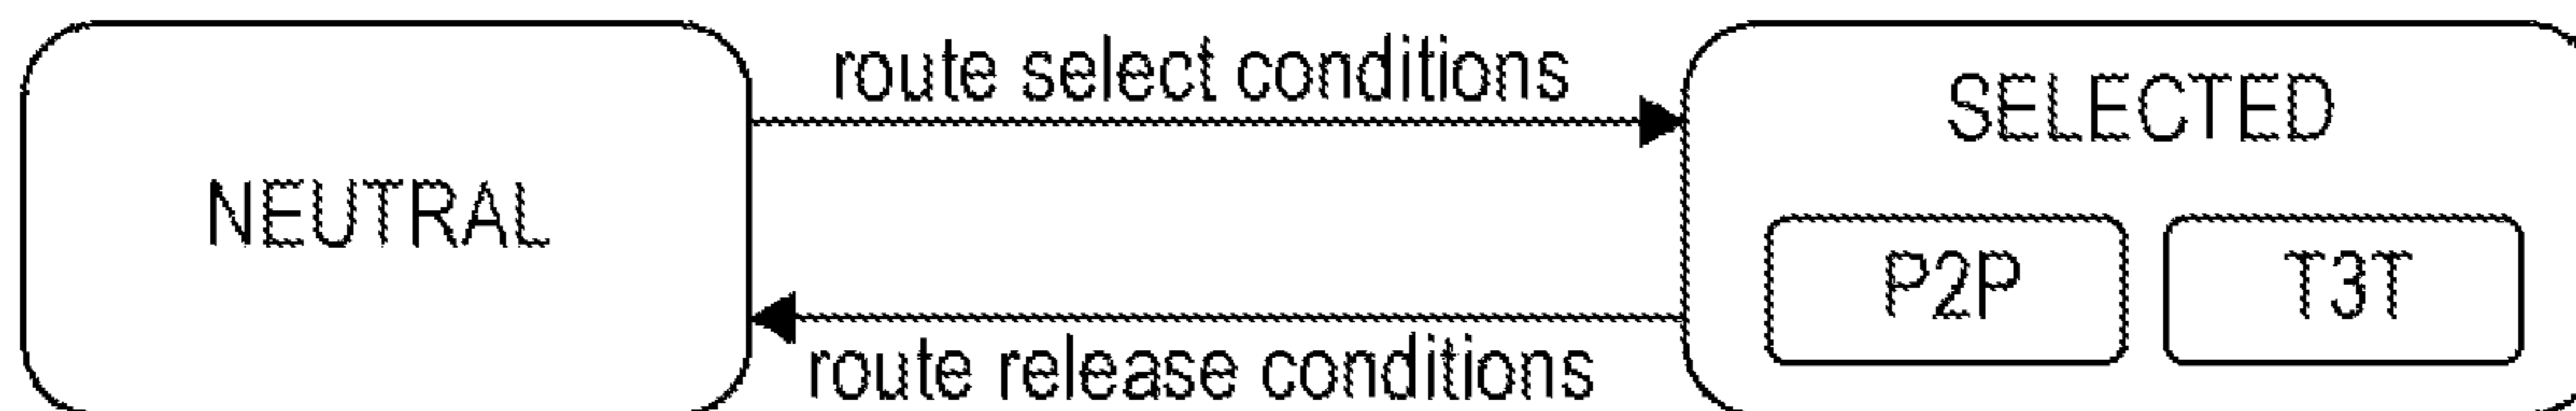 route select conditions
SELECTED
NEUTRAL
P2P
T3T
route release conditions